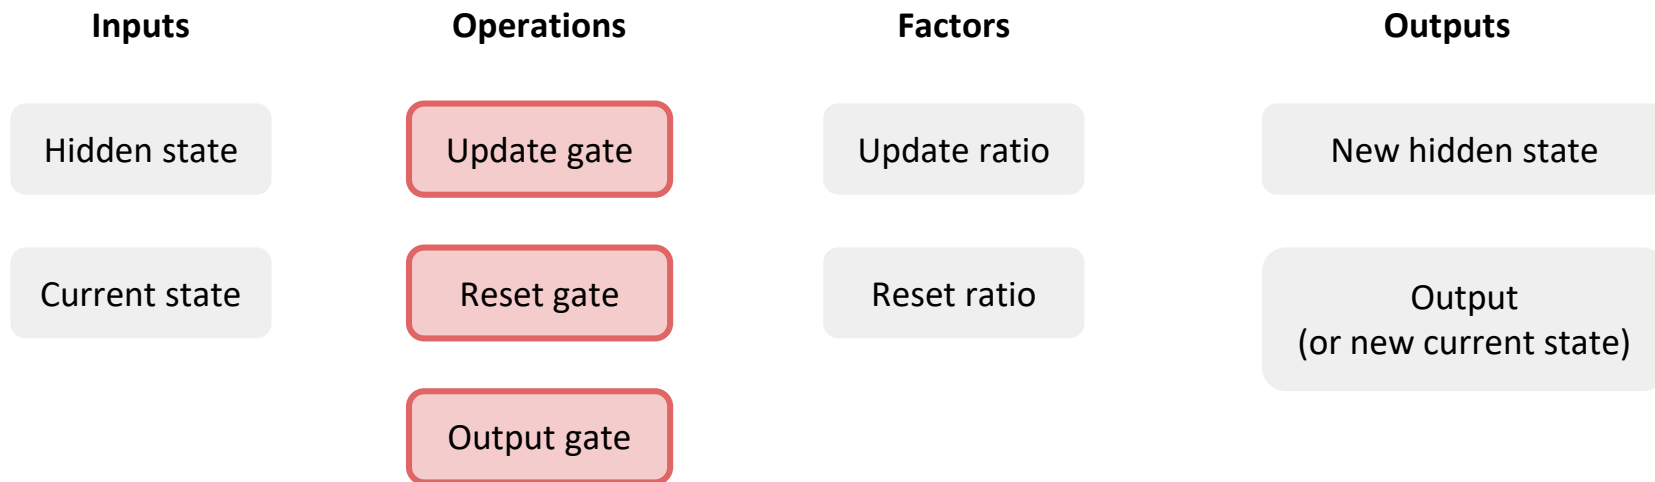 Inputs
Operations
Factors
Outputs
Hidden state
Update gate
Update ratio
New hidden state
Current state
Reset gate
Reset ratio
Output
(or new current state)
Output gate